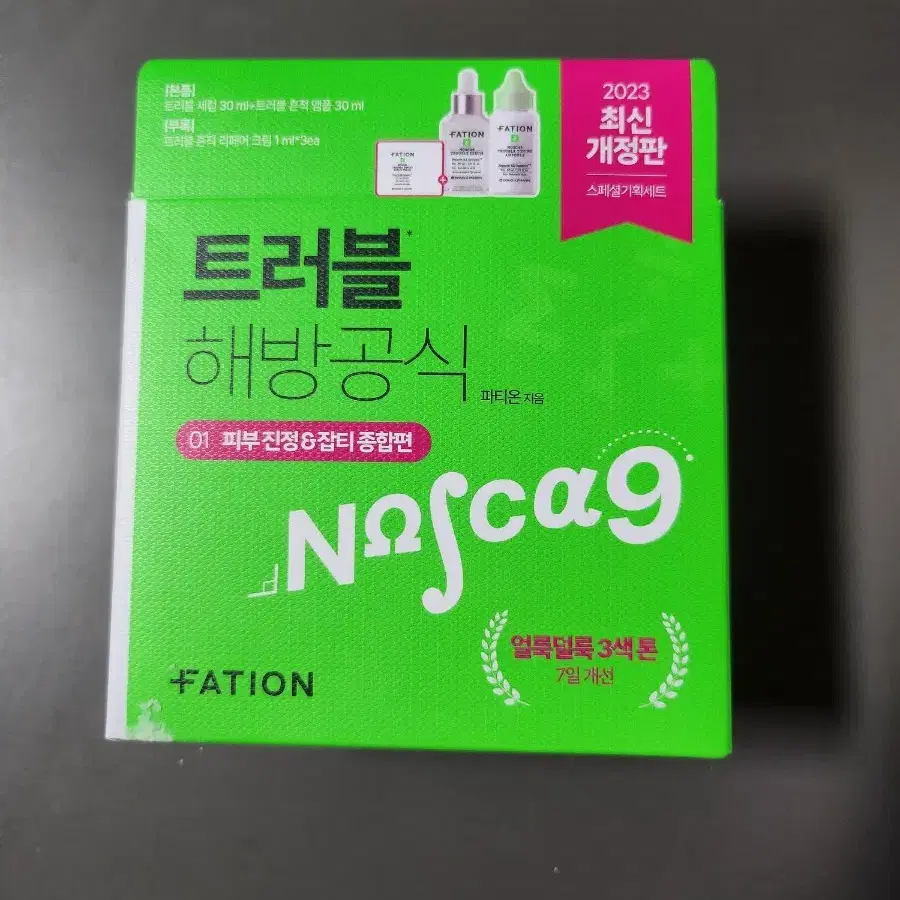 [본품]
트러블 세럼 30 ml+트러블 흔적 앰플 30 ml
[부록]
트러블 흔적 리페어 크림 1 ml*3ea
FATION
+
FATION
FATION
2023
최신
개정판
스페셜기획세트
트러블*
해방공식
파티온 지음
01 피부 진정&잡티 종합편
NΩʃcα9
얼룩덜룩 3색 톤
7일 개선
FATION